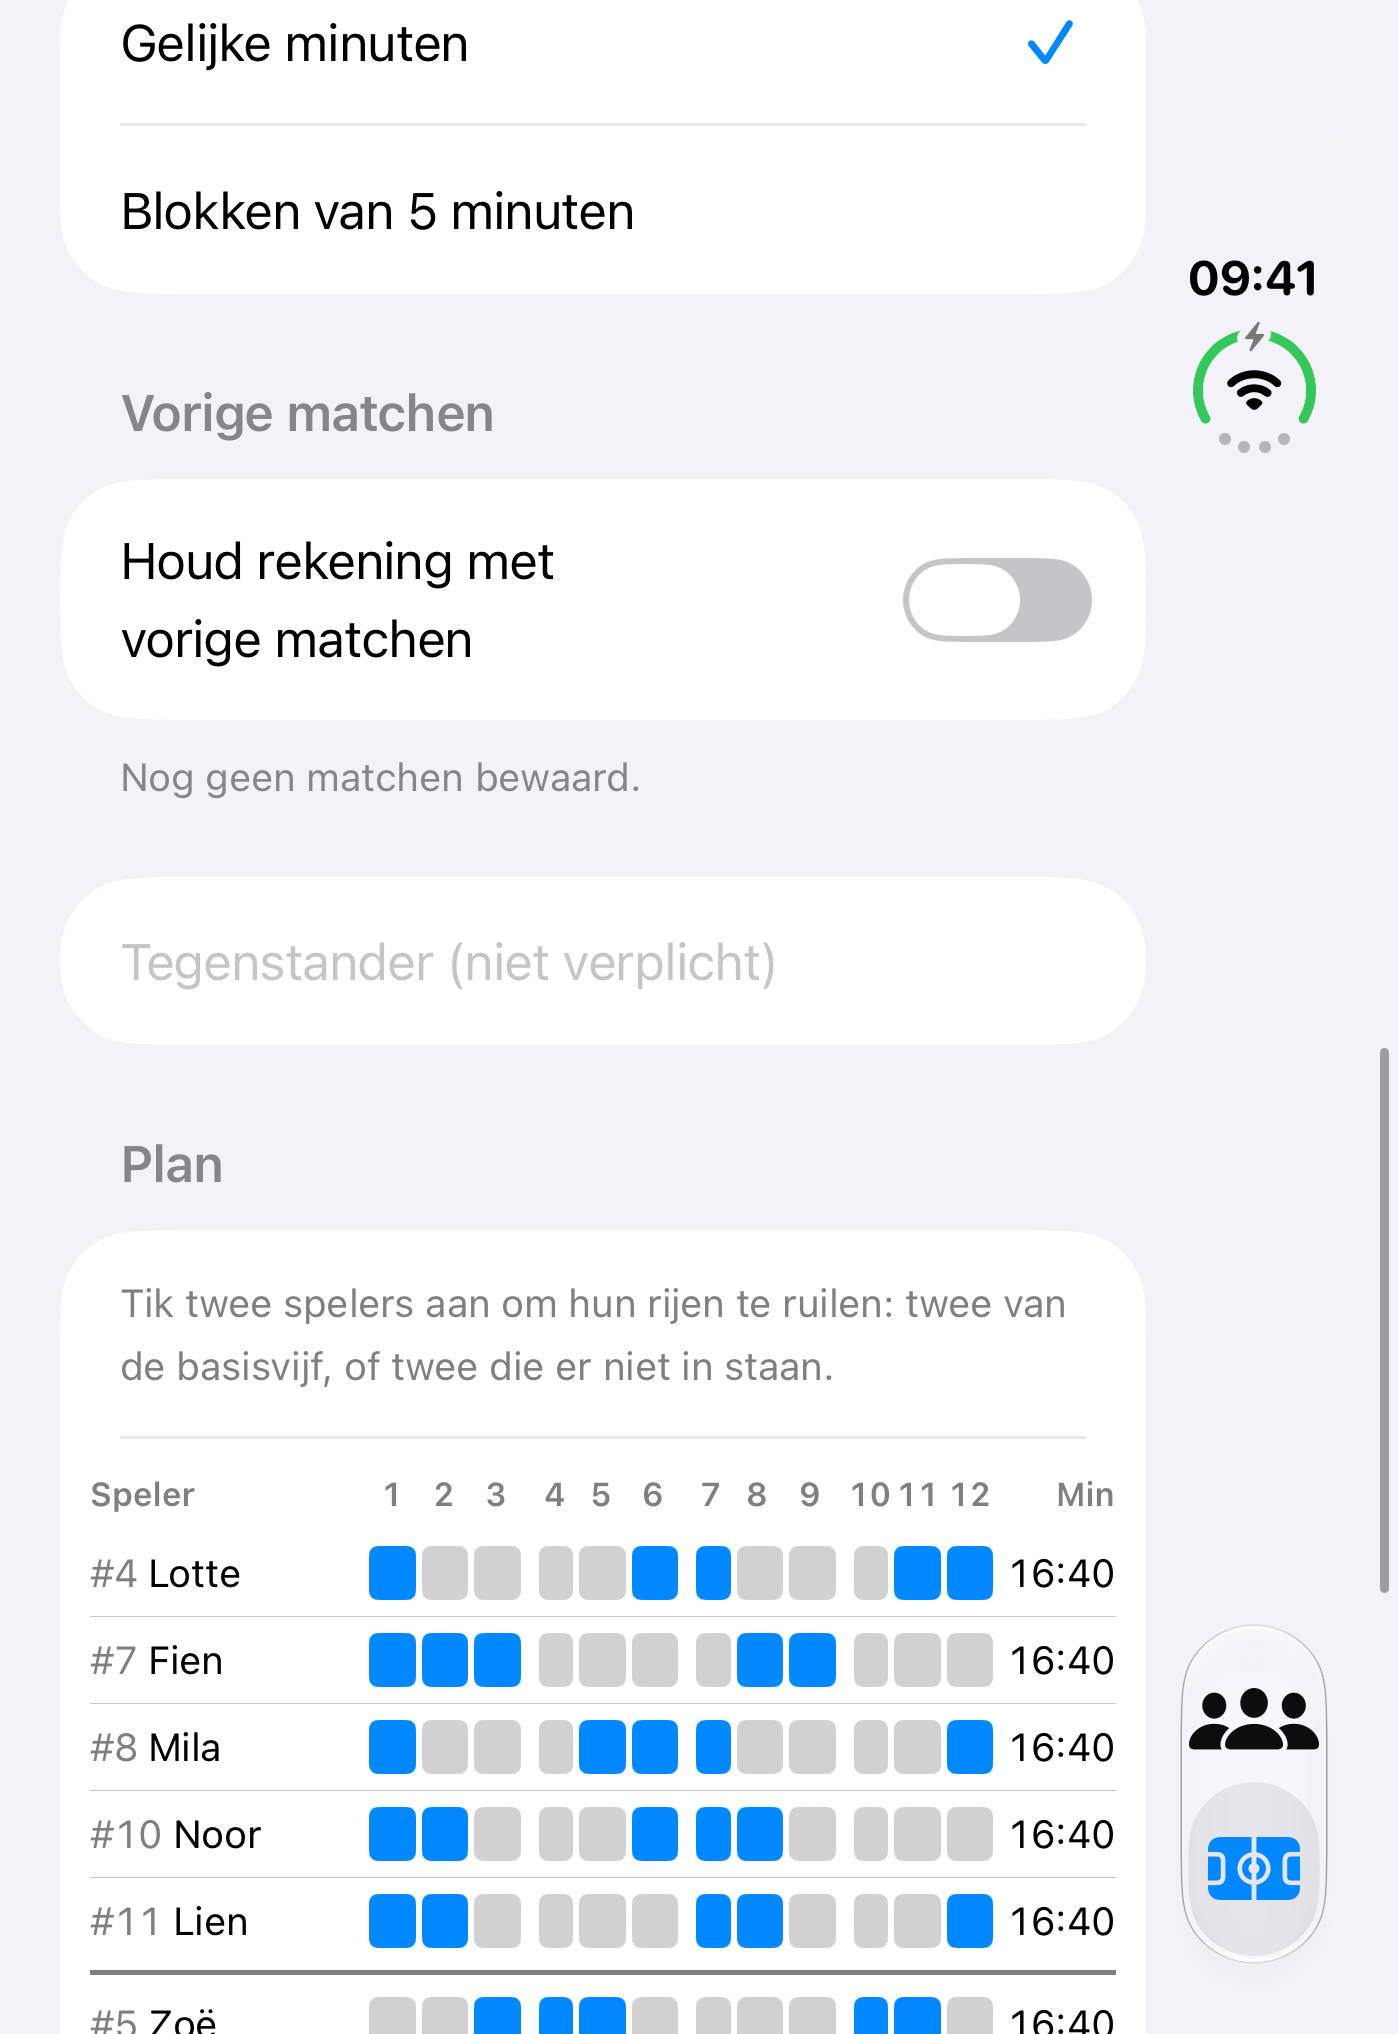 Gelijke minuten
Blokken van 5 minuten
09:41
Vorige matchen
Houd rekening met
vorige matchen
Nog geen matchen bewaard.
Tegenstander (niet verplicht)
Plan
Tik twee spelers aan om hun rijen te ruilen: twee van
de basisvijf, of twee die er niet in staan.
Speler 1 2 3 4 5 6 7 8 9 10 11 12 Min
#4 Lotte 16:40
#7 Fien 16:40
#8 Mila 16:40
#10 Noor 16:40
#11 Lien 16:40
#5 Zoë 16:40